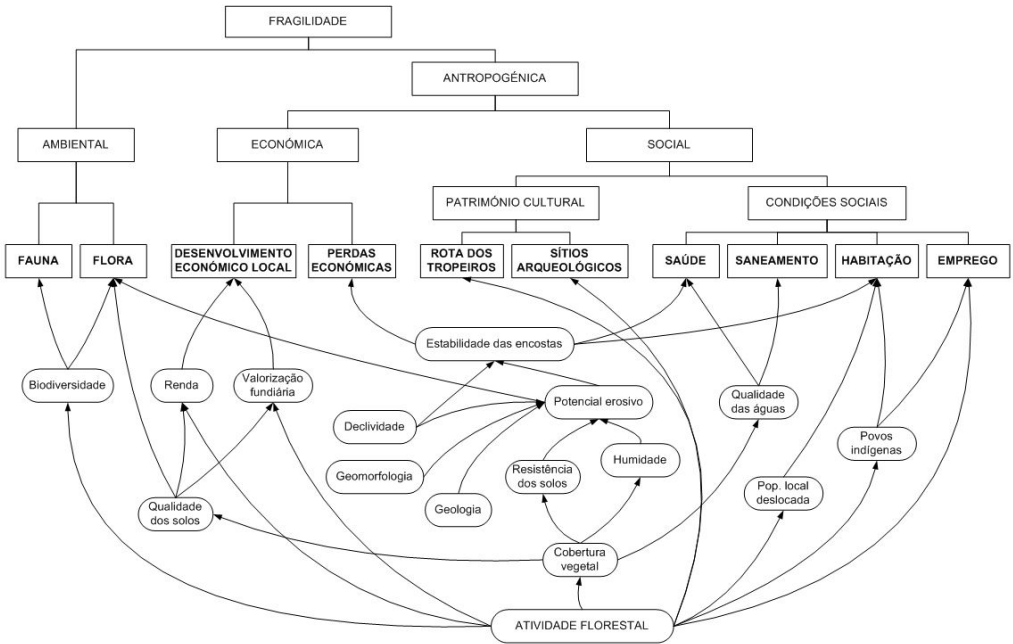 FRAGILIDADE
ANTROPOGÉNICA
AMBIENTAL
ECONÓMICA
SOCIAL
PATRIMÓNIO CULTURAL
CONDIÇÕES SOCIAIS
FAUNA
FLORA
DESENVOLVIMENTO
ECONÓMICO LOCAL
PERDAS
ECONÓMICAS
ROTA DOS
TROPEIROS
SÍTIOS
ARQUEOLÓGICOS
SAÚDE
SANEAMENTO
HABITAÇÃO
EMPREGO
Estabilidade das encostas
Biodiversidade
Renda
Valorização
fundiária
Potencial erosivo
Qualidade
das águas
Declividade
Povos
indígenas
Humidade
Geomorfologia
Resistência
dos solos
Pop. local
deslocada
Geologia
Qualidade
dos solos
Cobertura
vegetal
ATIVIDADE FLORESTAL